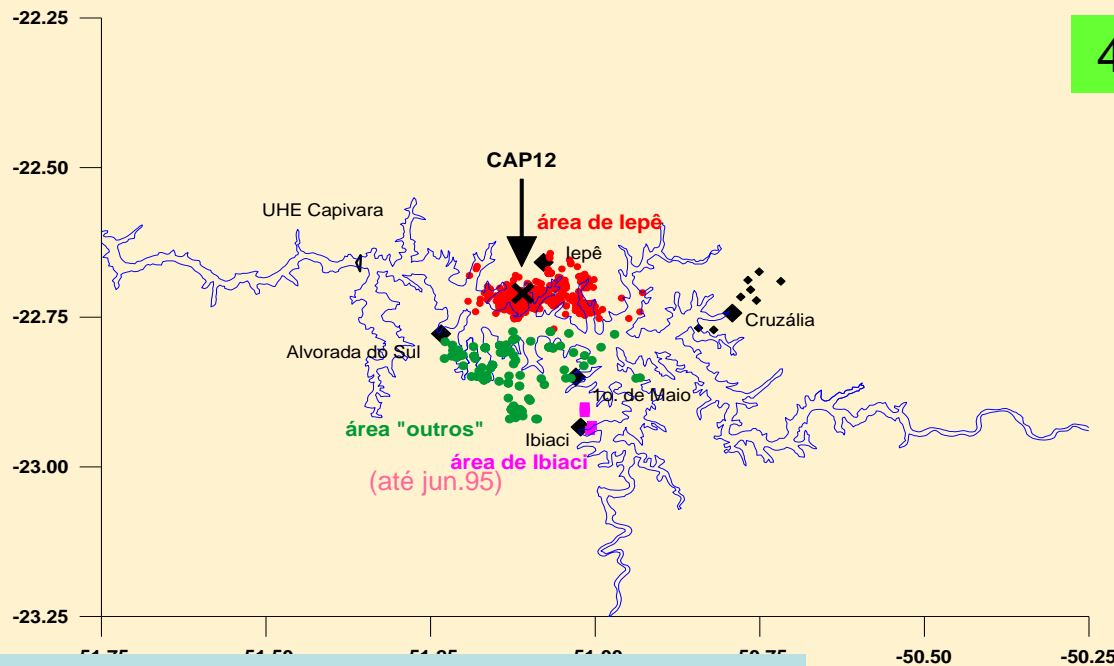 -22.25
4
-22.50
CAP12
UHE Capivara
área de Iepê
Iepê
-22.75
Cruzália
Alvorada do Sul
1o. de Maio
área "outros"
Ibiaci
área de Ibiaci
-23.00
(até jun.95)
-23.25
-50.50
-50.25